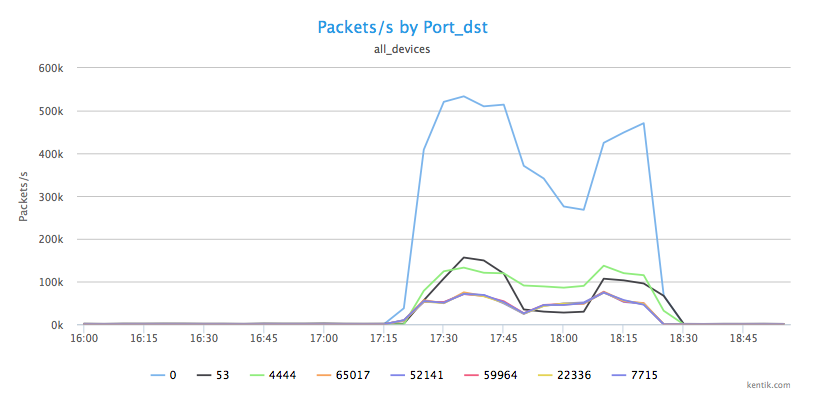 Packets/s by Port_dst
all_devices
600k
500k
400k
300k
200k
100k
0k
Packets/s
16:00 16:15 16:30 16:45 17:00 17:15 17:30 17:45 18:00 18:15 18:30 18:45
0 53 4444 65017 52141 59964 22336 7715
kentik.com